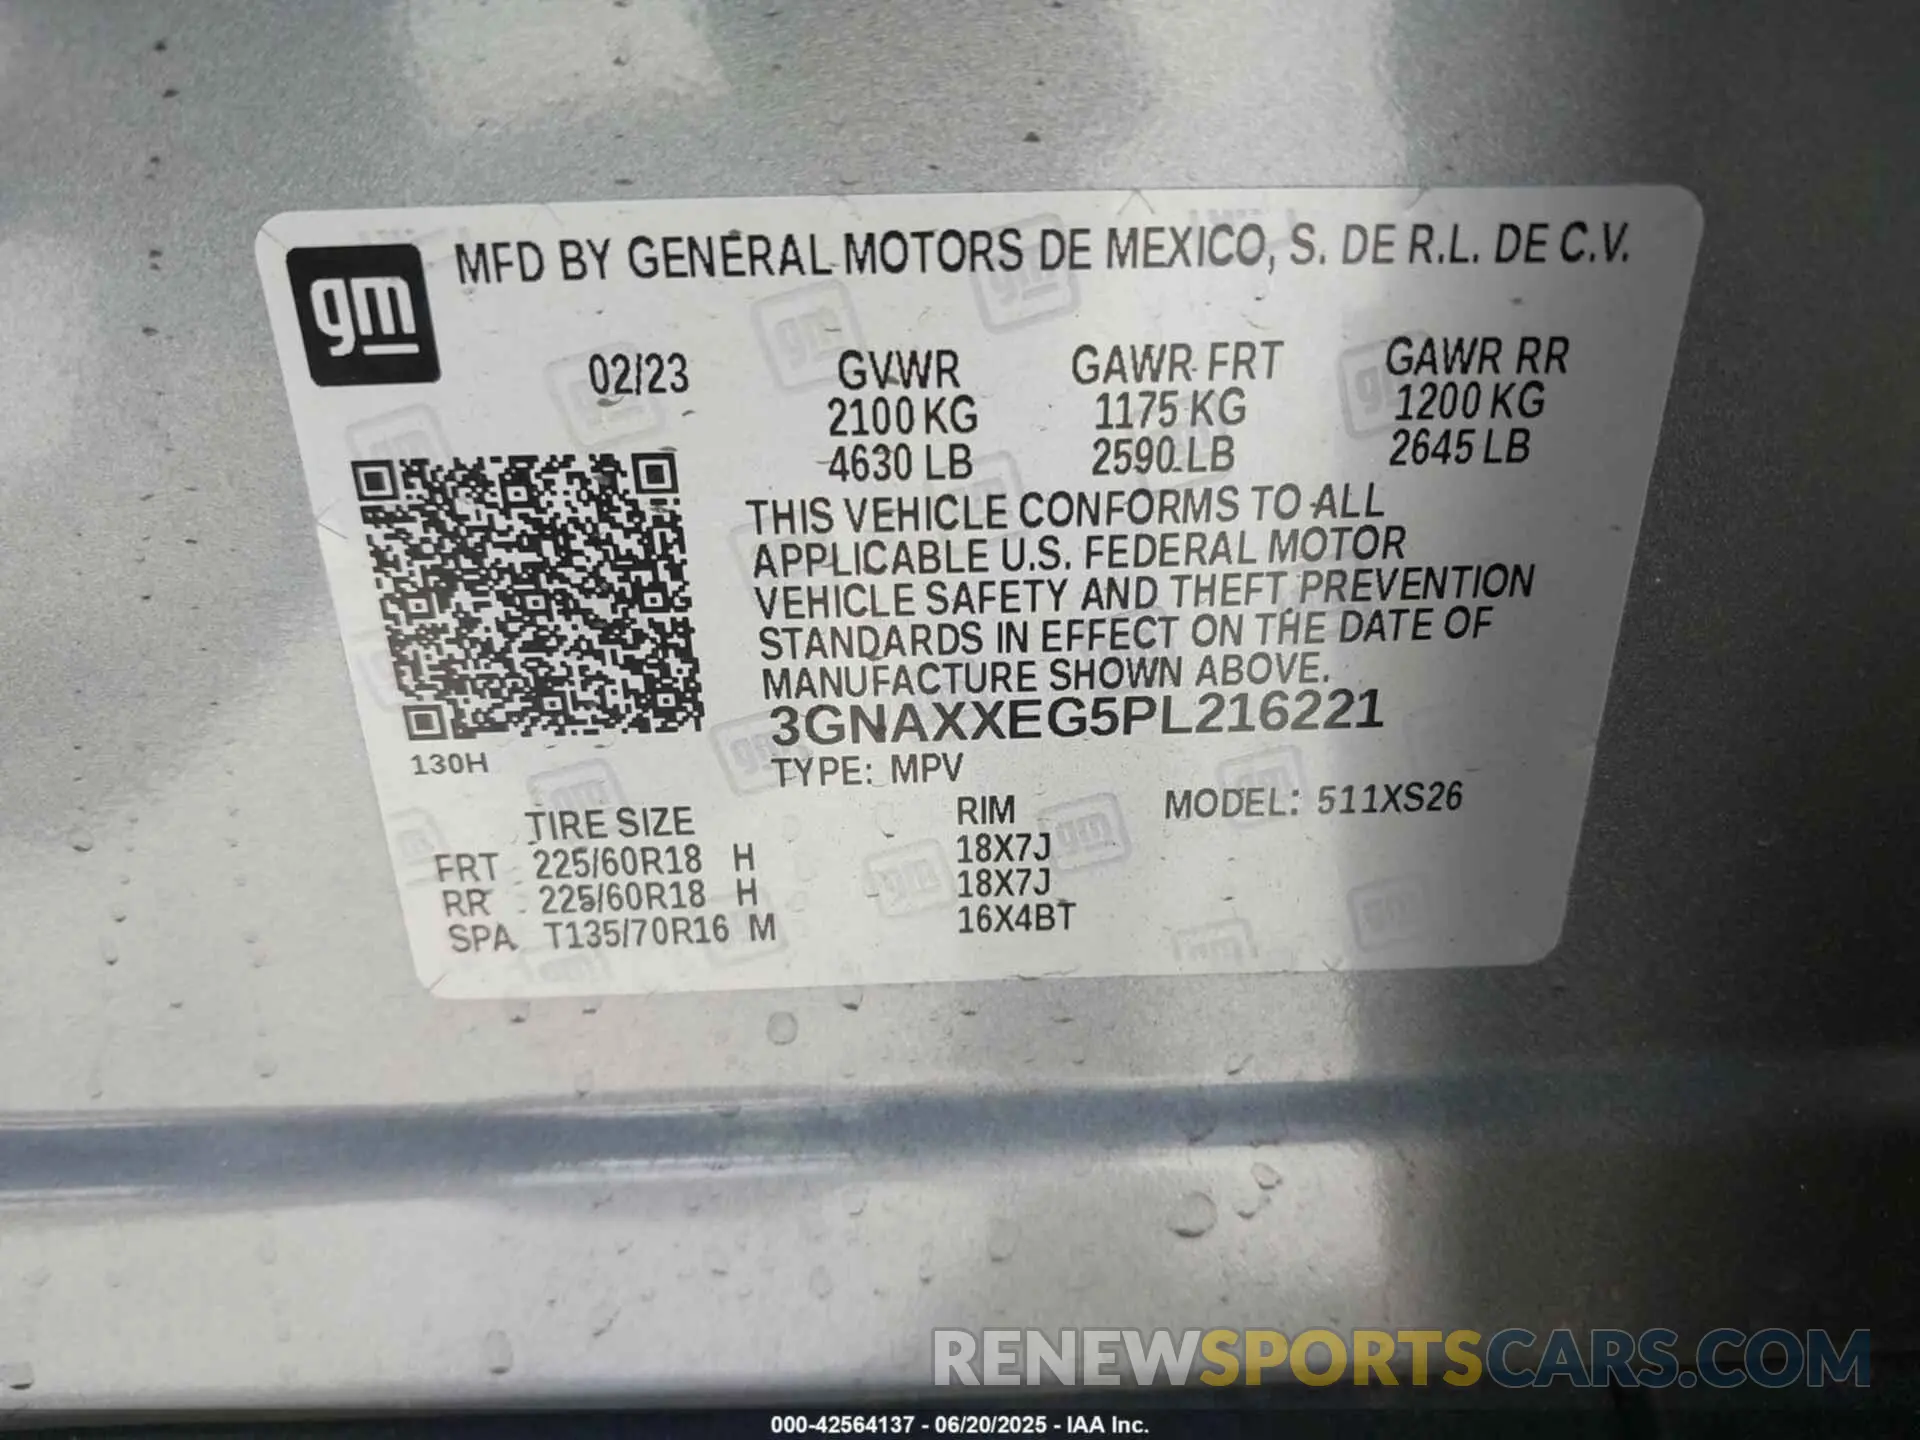 gm
MFD BY GENERAL MOTORS DE MEXICO, S. DE R.L. DE C.V.
02/23 GVWR GAWR FRT GAWR RR
2100 KG 1175 KG 1200 KG
4630 LB 2590 LB 2645 LB
THIS VEHICLE CONFORMS TO ALL
APPLICABLE U.S. FEDERAL MOTOR
VEHICLE SAFETY AND THEFT PREVENTION
STANDARDS IN EFFECT ON THE DATE OF
MANUFACTURE SHOWN ABOVE.
3GNAXXEG5PL216221
130H
TYPE: MPV
MODEL: 511XS26
TIRE SIZE RIM
FRT 225/60R18 H 18X7J
RR 225/60R18 H 18X7J
SPA T135/70R16 M 16X4BT
RENEWSPORTSCARS.COM
000-42564137 - 06/20/2025 - IAA Inc.